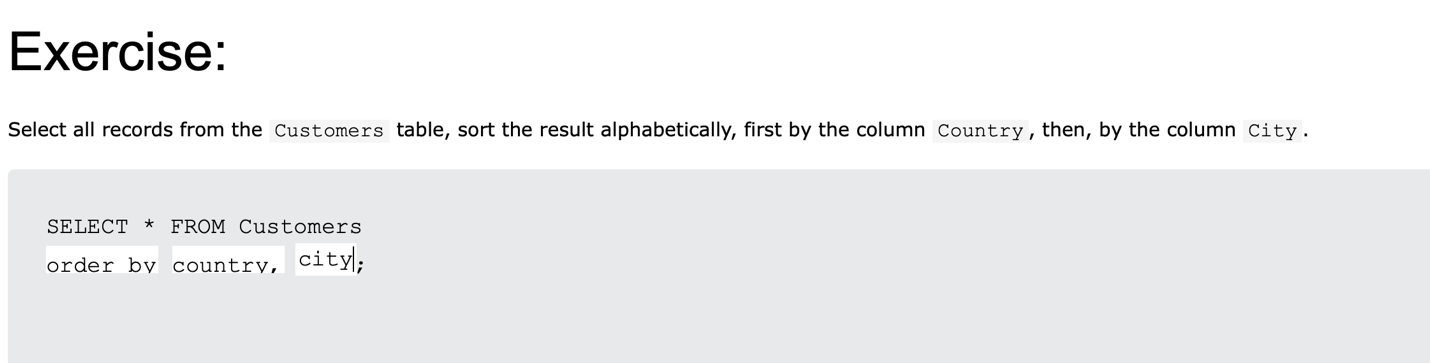 Exercise:
Select all records from the Customers table, sort the result alphabetically, first by the column Country, then, by the column City.
SELECT * FROM Customers
order by country, city;